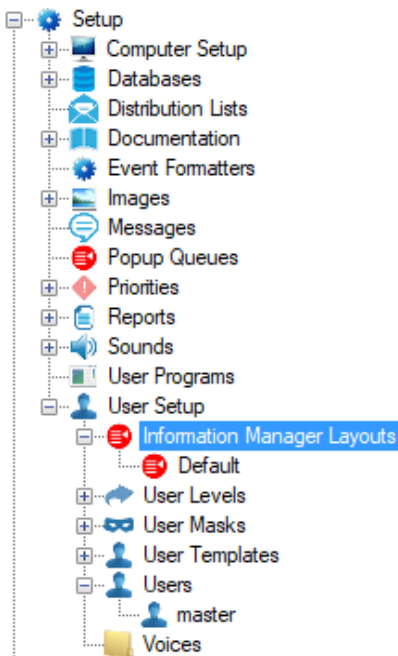 Setup
Computer Setup
Databases
Distribution Lists
Documentation
Event Formatters
Images
Messages
Popup Queues
Priorities
Reports
Sounds
User Programs
User Setup
Information Manager Layouts
Default
User Levels
User Masks
User Templates
Users
master
Voices